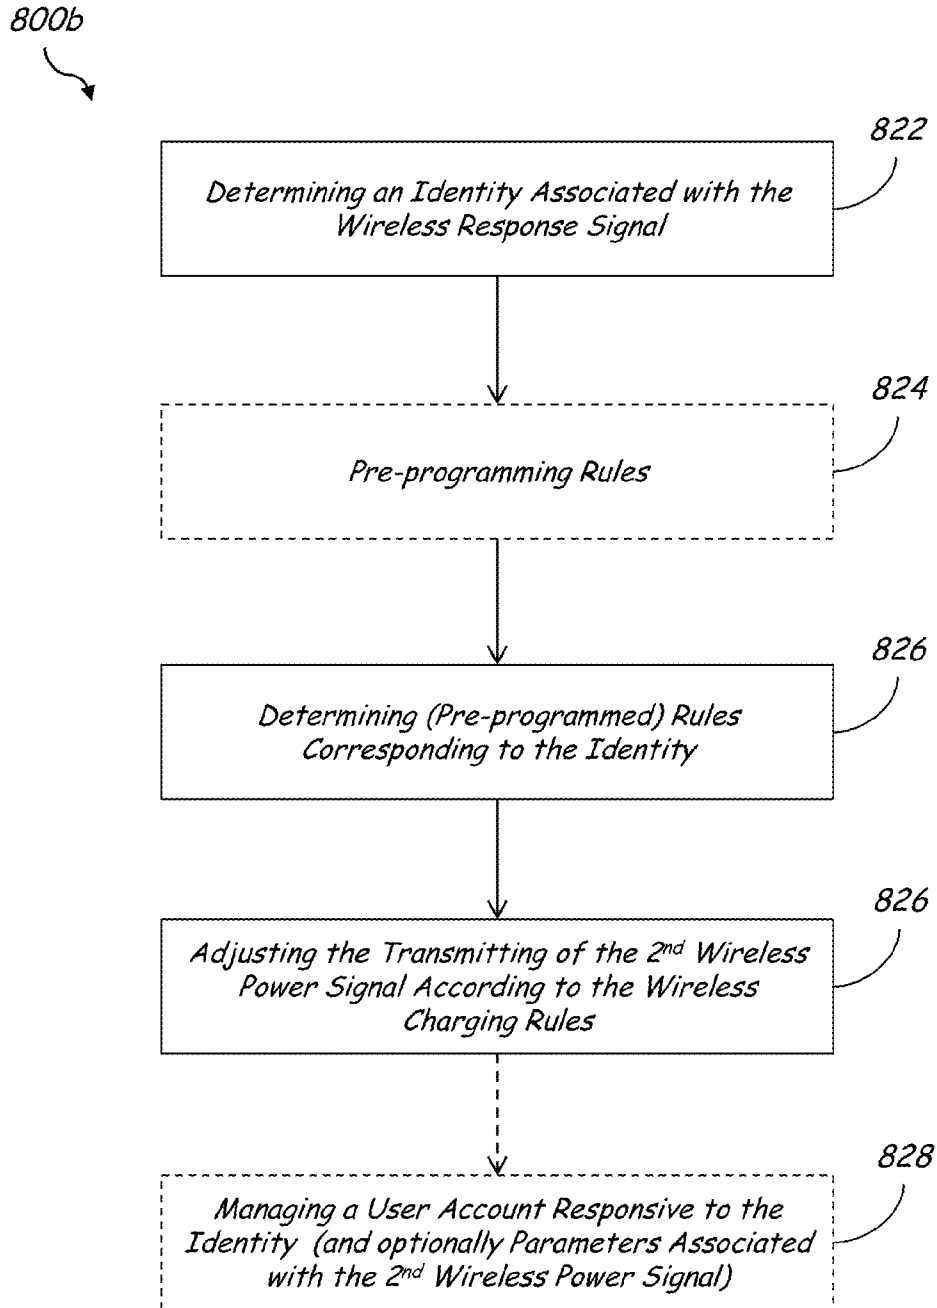 800b
822
Determining an Identity Associated with the
Wireless Response Signal
824
Pre-programming Rules
826
Determining (Pre-programmed) Rules
Corresponding to the Identity
826
Adjusting the Transmitting of the 2nd Wireless
Power Signal According to the Wireless
Charging Rules
828
Managing a User Account Responsive to the
Identity (and optionally Parameters Associated
with the 2nd Wireless Power Signal)